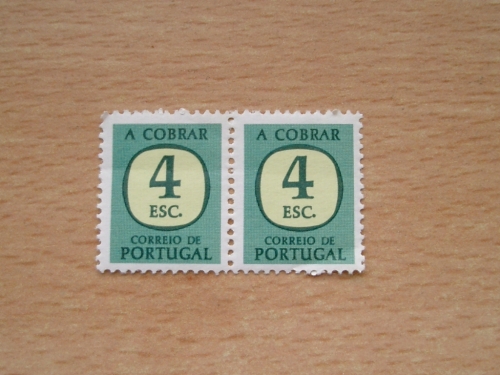 A COBRAR
4
ESC.
CORREIO DE
PORTUGAL
A COBRAR
4
ESC.
CORREIO DE
PORTUGAL